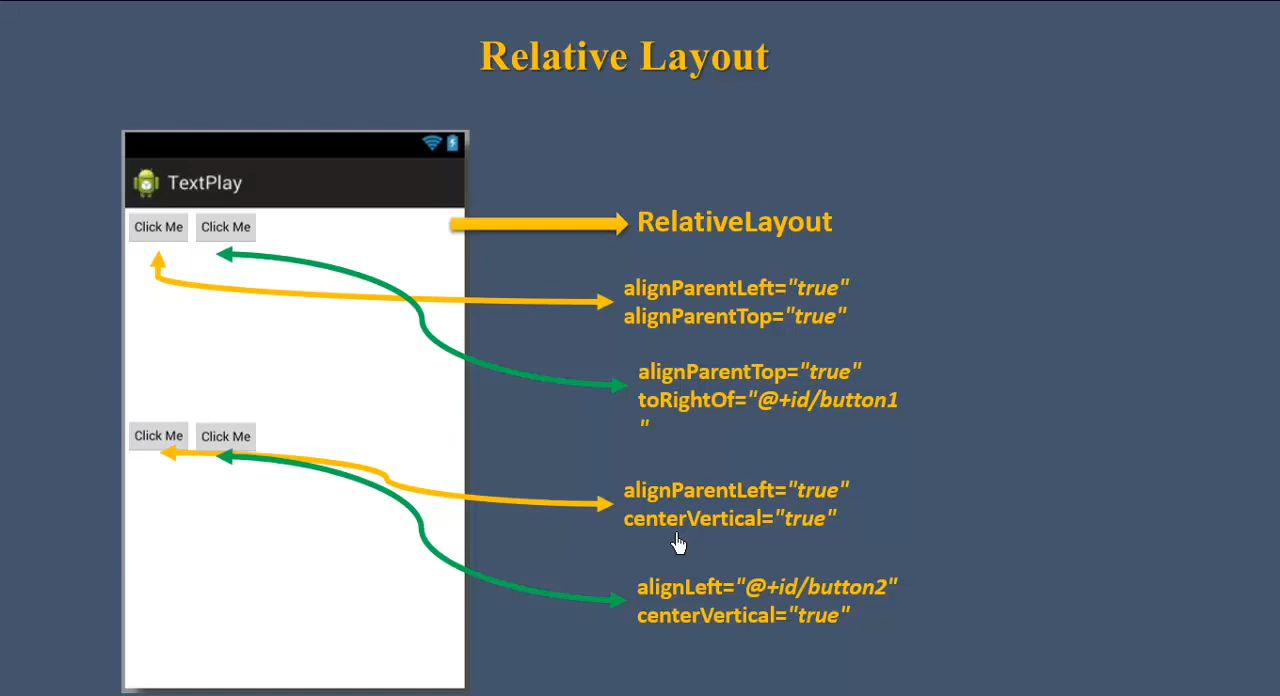 Relative Layout
TextPlay
Click Me Click Me
RelativeLayout
alignParentLeft="true"
alignParentTop="true"
alignParentTop="true"
toRightOf="@+id/button1
"
Click Me Click Me
alignParentLeft="true"
centerVertical="true"
alignLeft="@+id/button2"
centerVertical="true"